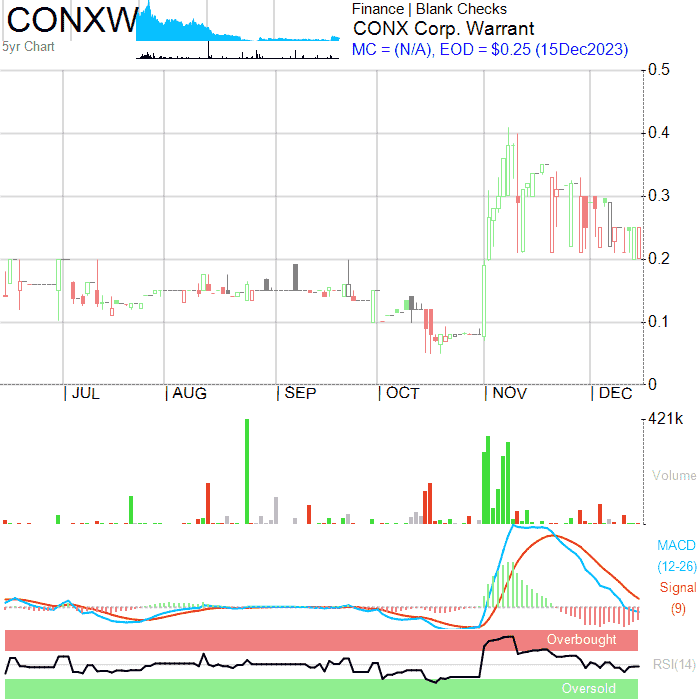 CONXW
5yr Chart
Finance | Blank Checks
CONX Corp. Warrant
MC = (N/A), EOD = $0.25 (15Dec2023)
0.5
0.4
0.3
0.2
0.1
0
JUL AUG SEP OCT NOV DEC
421k
Volume
MACD
(12-26)
Signal
(9)
Overbought
RSI(14)
Oversold